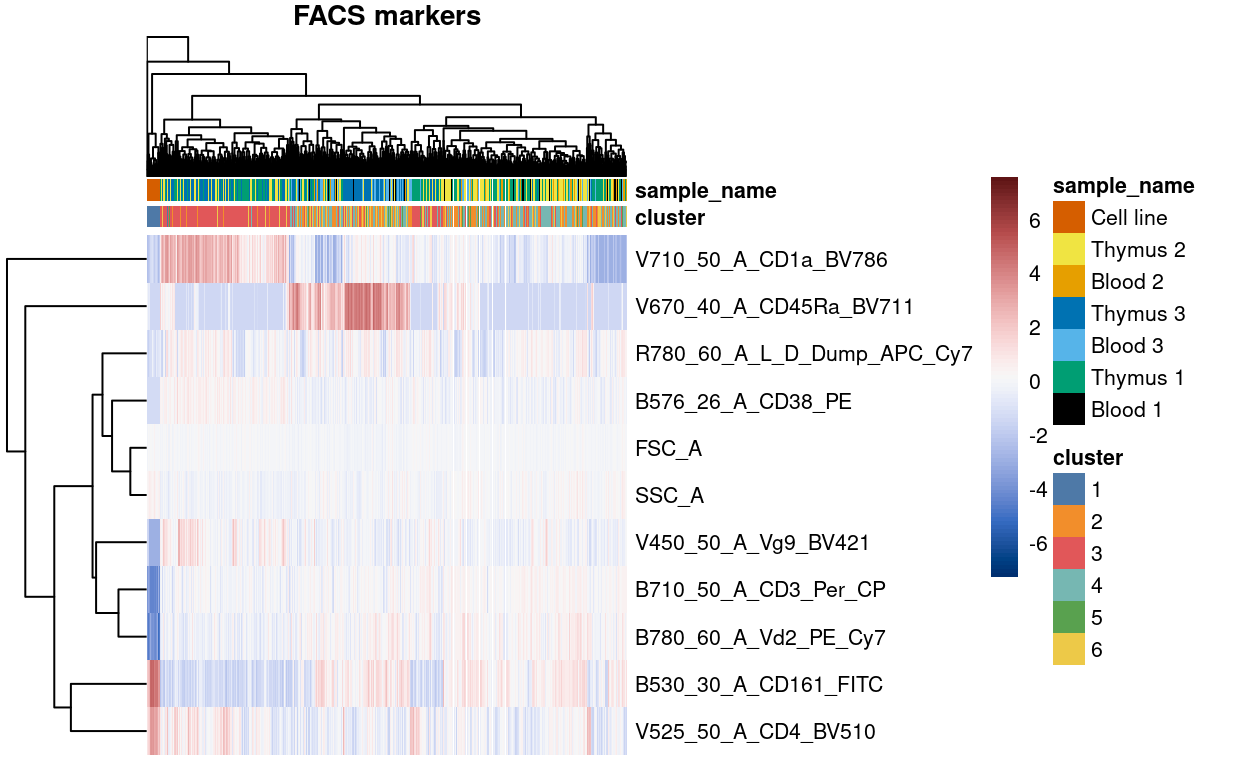 FACS markers
sample_name
cluster
V710_50_A_CD1a_BV786
V670_40_A_CD45Ra_BV711
R780_60_A_L_D_Dump_APC_Cy7
B576_26_A_CD38_PE
FSC_A
SSC_A
V450_50_A_Vg9_BV421
B710_50_A_CD3_Per_CP
B780_60_A_Vd2_PE_Cy7
B530_30_A_CD161_FITC
V525_50_A_CD4_BV510
6
4
2
0
-2
-4
-6
sample_name
Cell line
Thymus 2
Blood 2
Thymus 3
Blood 3
Thymus 1
Blood 1
cluster
1
2
3
4
5
6